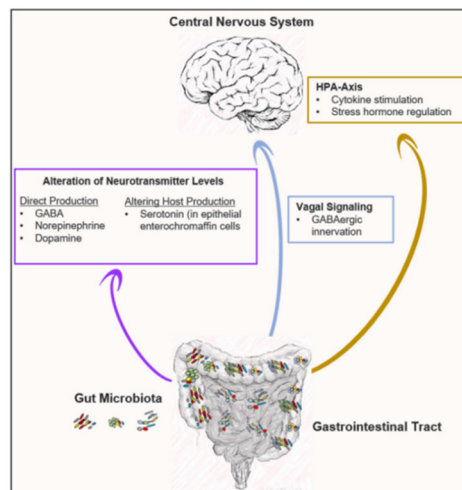 Central Nervous System
HPA-Axis
• Cytokine stimulation
• Stress hormone regulation
Alteration of Neurotransmitter Levels
Direct Production
• GABA
• Norepinephrine
• Dopamine
Altering Host Production
• Serotonin (in epithelial
enterochromaffin cells
Vagal Signaling
• GABAergic
innervation
Gut Microbiota
Gastrointestinal Tract